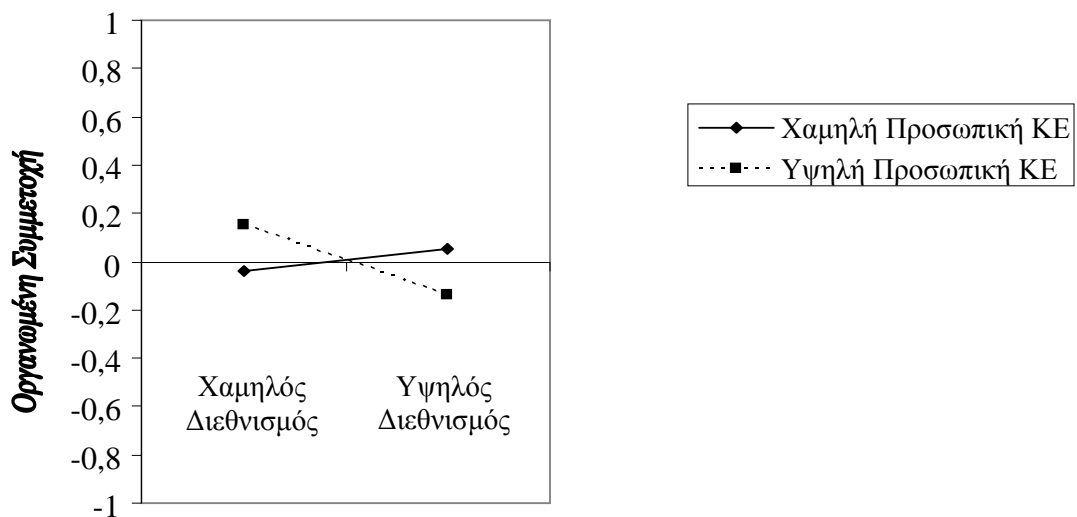 1
0,8
0,6
0,4
0,2
0
-0,2
-0,4
-0,6
-0,8
-1
Οργανωμένη Συμμετοχή
Χαμηλός
Διεθνισμός
Υψηλός
Διεθνισμός
Χαμηλή Προσωπική ΚΕ
Υψηλή Προσωπική ΚΕ